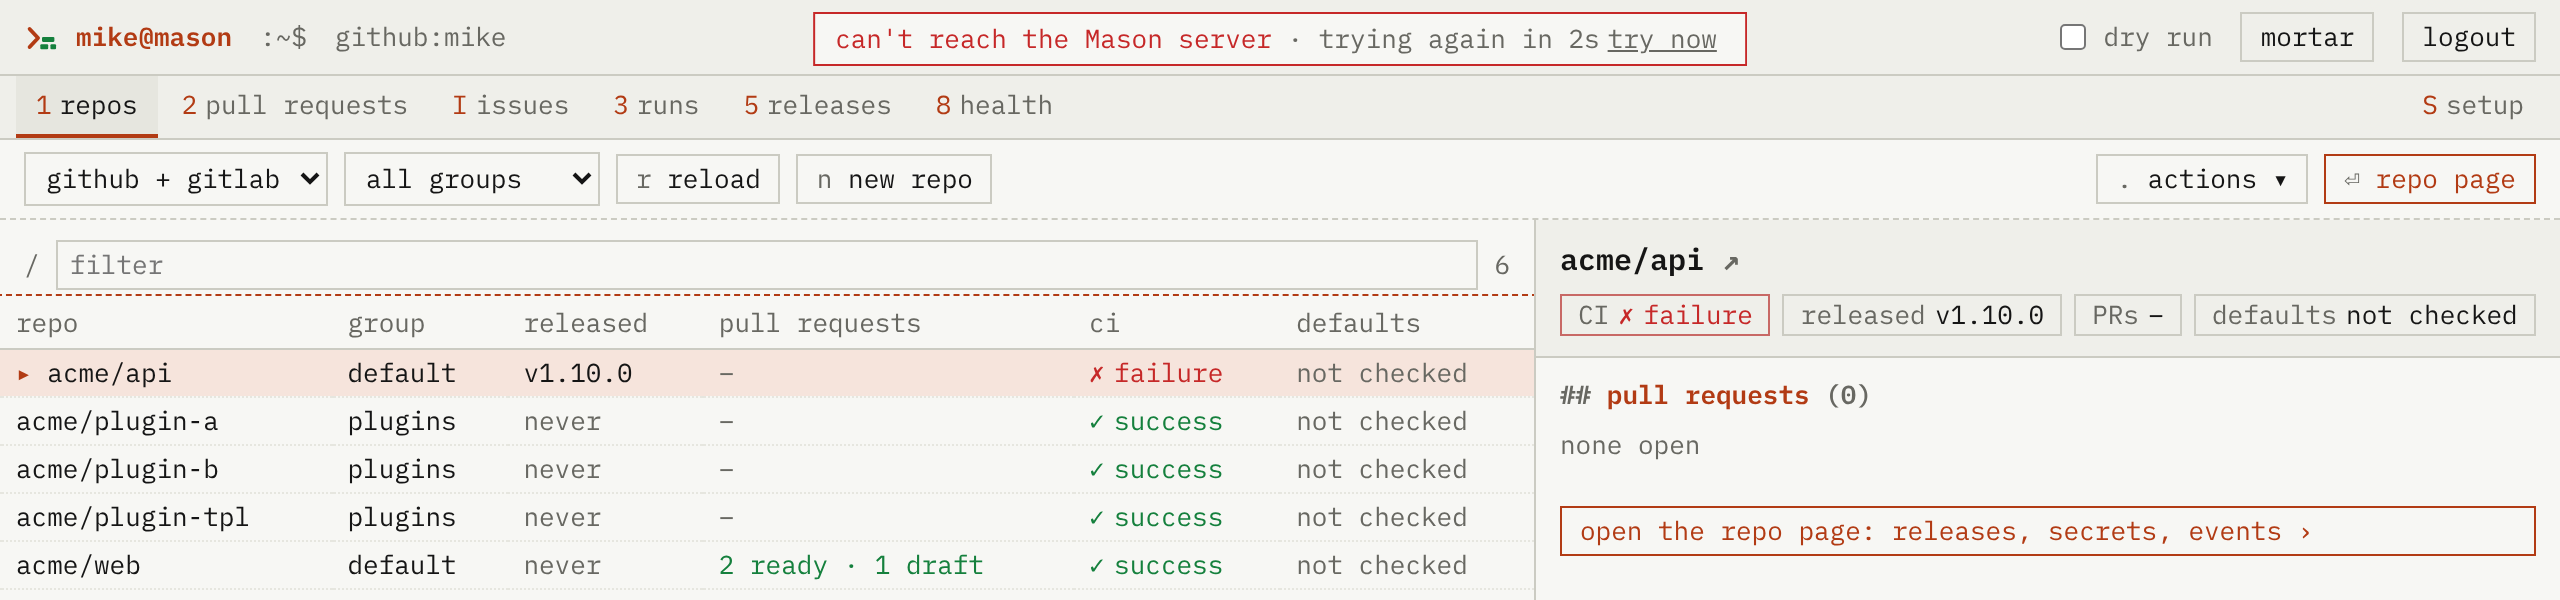 mike@mason :~$ github:mike can't reach the Mason server · trying again in 2s try now dry run mortar logout
1 repos 2 pull requests I issues 3 runs 5 releases 8 health S setup
github + gitlab all groups r reload n new repo . actions ▾ ⏎ repo page
/ filter 6
repo group released pull requests ci defaults
▸ acme/api default v1.10.0 – ✗ failure not checked
acme/plugin-a plugins never – ✓ success not checked
acme/plugin-b plugins never – ✓ success not checked
acme/plugin-tpl plugins never – ✓ success not checked
acme/web default never 2 ready · 1 draft ✓ success not checked
acme/api ↗
CI ✗ failure released v1.10.0 PRs – defaults not checked
## pull requests (0)
none open
open the repo page: releases, secrets, events ›